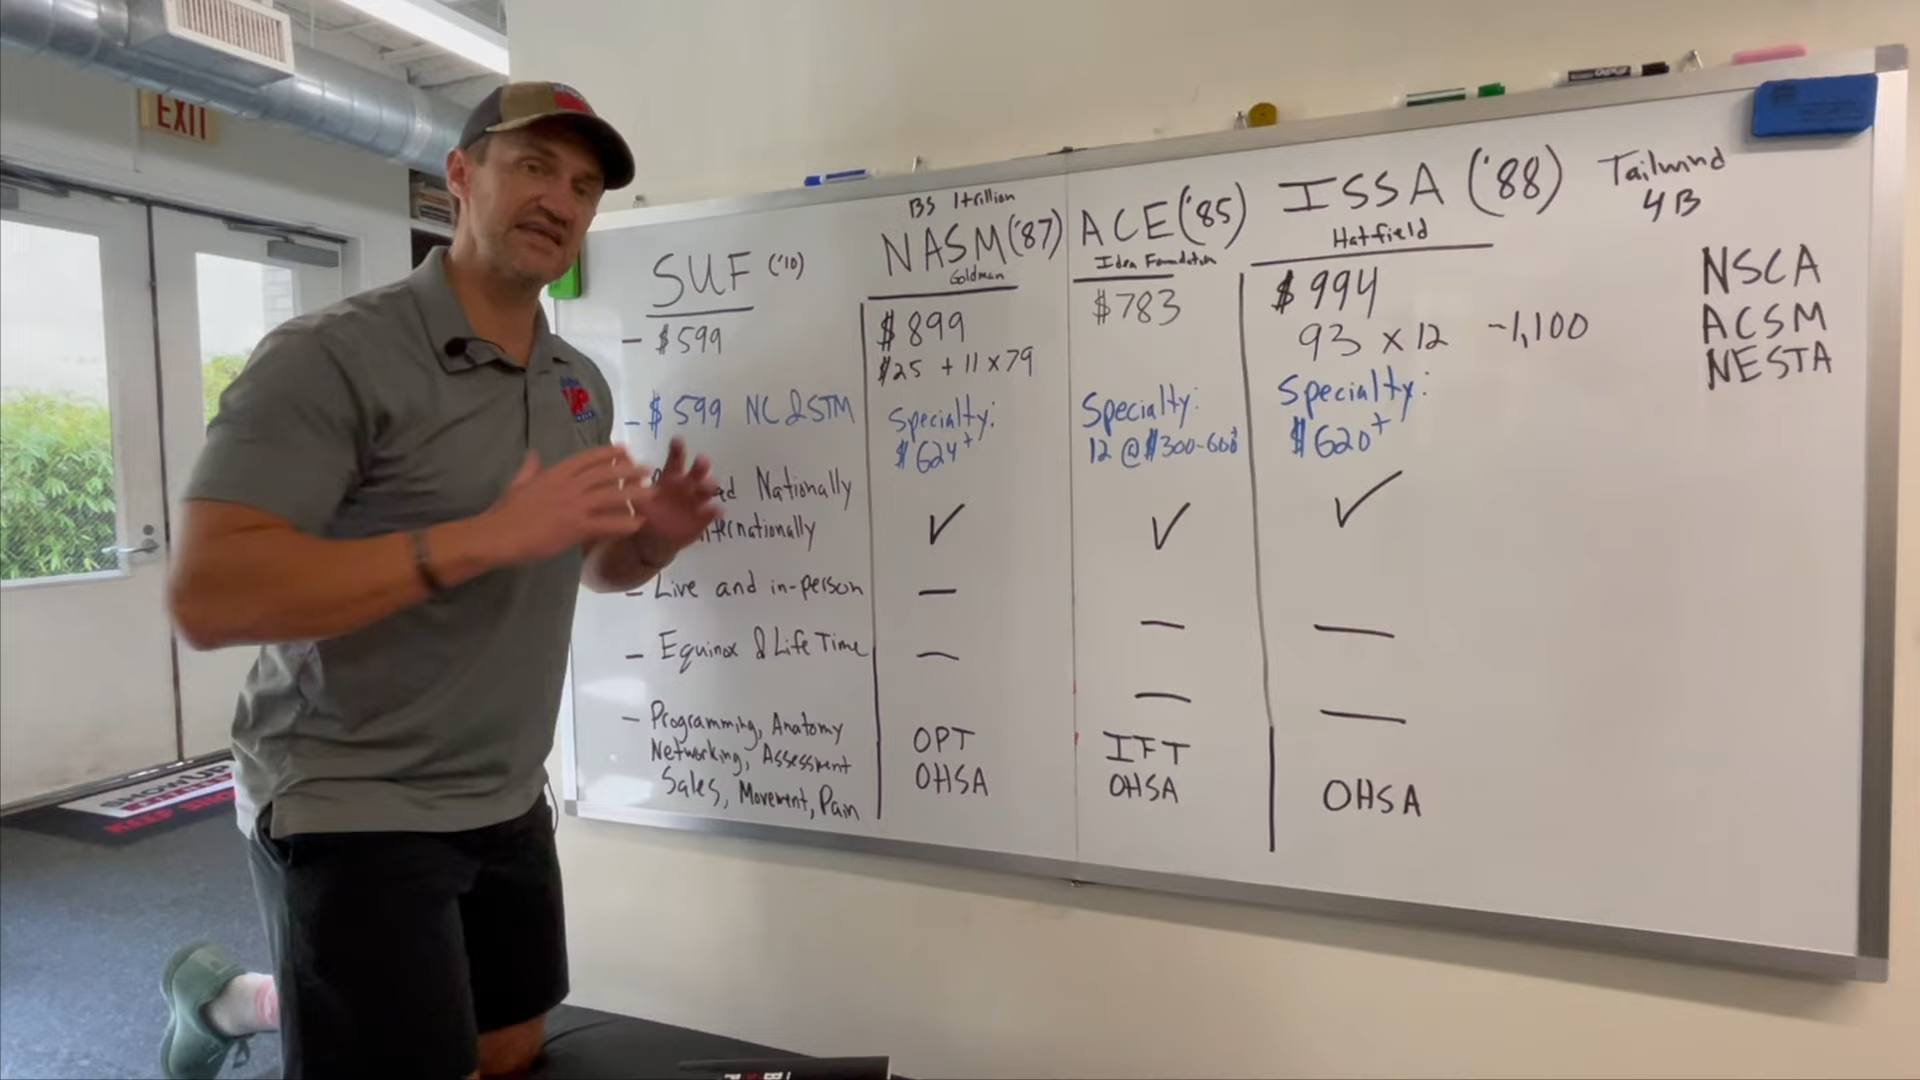 EXIT
SUF ('10)
- $599
- $599 NC & STM
Nationally
- Live and in-person
- Equinox & Life Time
- Programming, Anatomy
Networking, Assessment
Sales, Movement, Pain
BS 1trillion
NASM ('87)
Goldman
$899
$25 + 11 x 79
Specialty:
$624+
✓
—
—
OPT
OHSA
ACE ('85)
Idea Foundation
$783
Specialty:
12 @ $300-600
✓
—
—
IFT
OHSA
ISSA ('88)
Hatfield
$994
93 x 12 -1,100
Specialty:
$620+
✓
—
—
OHSA
Tailwind
4B
NSCA
ACSM
NESTA
SHOW UP